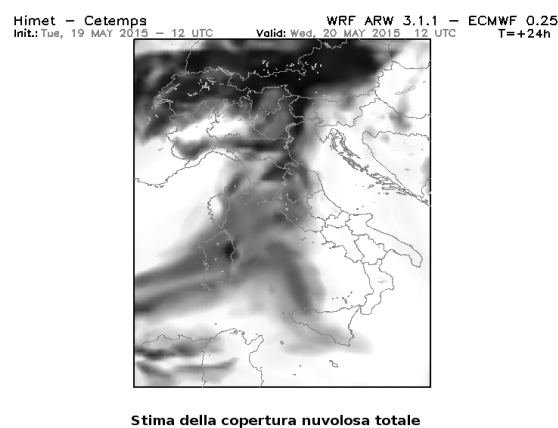 Himet – Cetemps WRF ARW 3.1.1 – ECMWF 0.25
Init.: Tue, 19 MAY 2015 – 12 UTC Valid: Wed, 20 MAY 2015 12 UTC T=+24h
Stima della copertura nuvolosa totale